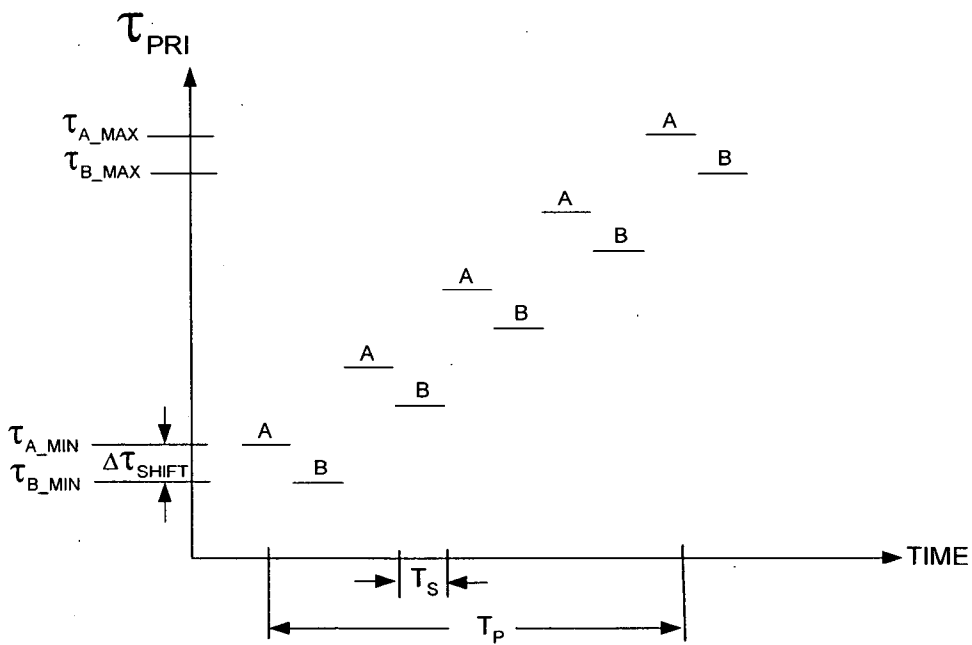 τPRI
τA_MAX
A
τB_MAX
B
A
B
A
B
A
B
τA_MIN
A
ΔτSHIFT
τB_MIN
B
TIME
TS
TP